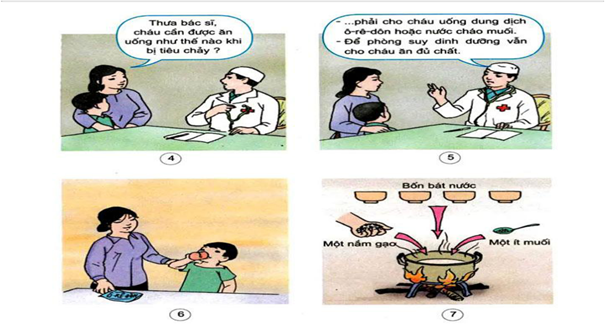 Thưa bác sĩ,
cháu cần được ăn
uống như thế nào khi
bị tiêu chảy ?
- ...phải cho cháu uống dung dịch
ô-rê-dôn hoặc nước cháo muối.
- Để phòng suy dinh dưỡng vẫn
cho cháu ăn đủ chất.
4
5
Bốn bát nước
Một nắm gạo
Một ít muối
6
7